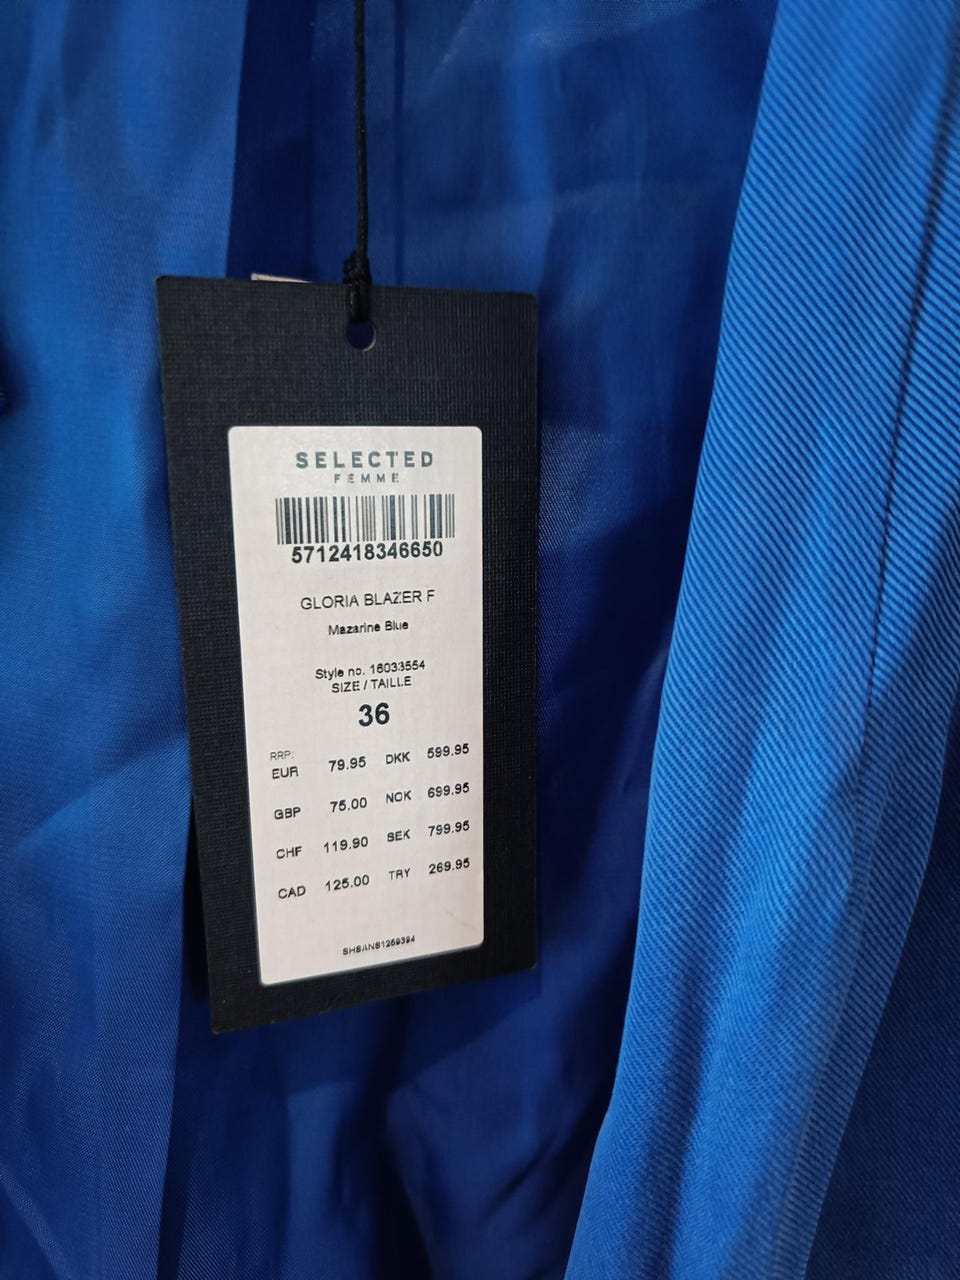 SELECTED
FEMME
5712418346650
GLORIA BLAZER F
Mazarine Blue
Style no. 16033554
SIZE / TAILLE
36
RRP:
EUR 79.95 DKK 599.95
GBP 75.00 NOK 699.95
CHF 119.90 SEK 799.95
CAD 125.00 TRY 269.95
SHSANS1259394